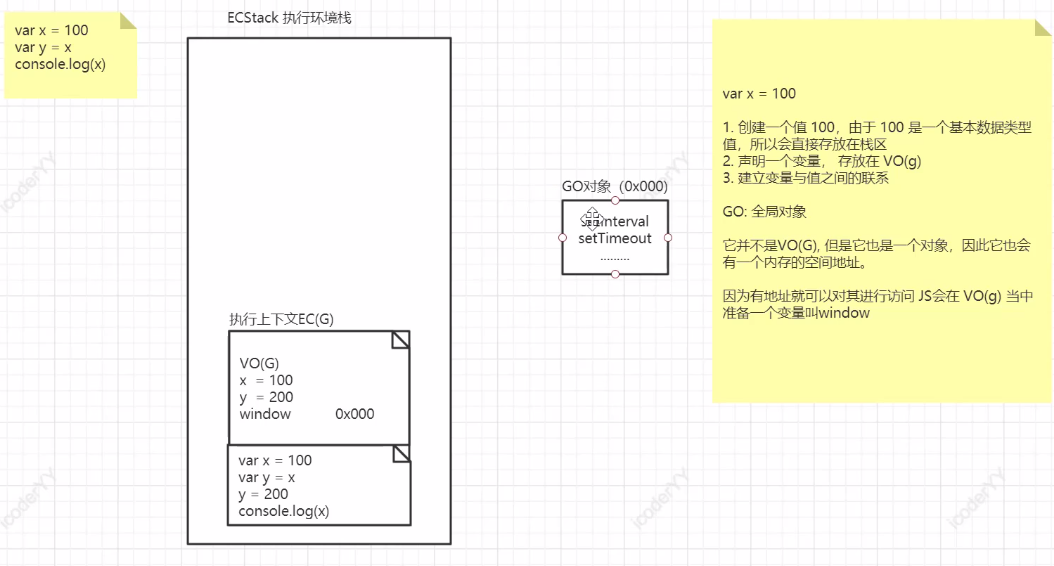 var x = 100
var y = x
console.log(x)
ECStack 执行环境栈
执行上下文EC(G)
VO(G)
x = 100
y = 200
window 0x000
var x = 100
var y = x
y = 200
console.log(x)
GO对象（0x000)
setTimeout
.........
var x = 100
1. 创建一个值 100，由于 100 是一个基本数据类型
值，所以会直接存放在栈区
2. 声明一个变量， 存放在 VO(g)
3. 建立变量与值之间的联系
GO: 全局对象
它并不是VO(G), 但是它也是一个对象，因此它也会
有一个内存的空间地址。
因为有地址就可以对其进行访问 JS会在 VO(g) 当中
准备一个变量叫window
icoderYY
icoderYY
icoderYY
icoderYY
icoderYY